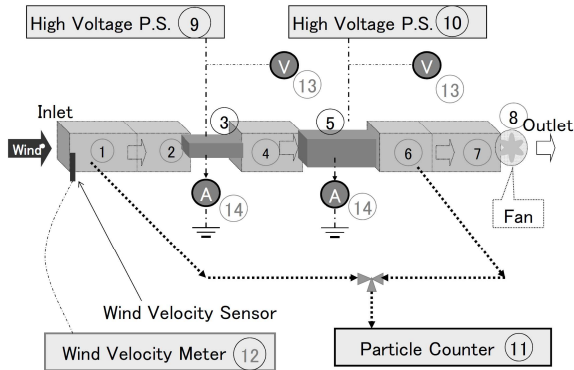 High Voltage P.S. 9
High Voltage P.S. 10
V
13
V
13
Inlet
3
5
8
Outlet
Wind
1
2
4
6
7
A
14
A
14
Fan
Wind Velocity Sensor
Wind Velocity Meter 12
Particle Counter 11